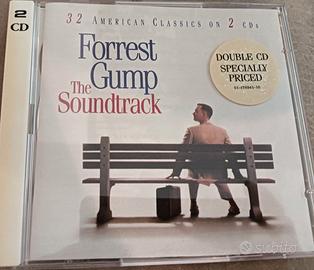 2
CD
32 AMERICAN CLASSICS ON 2 CDs
Forrest
Gump
The
Soundtrack
DOUBLE CD
SPECIALLY
PRICED
subito